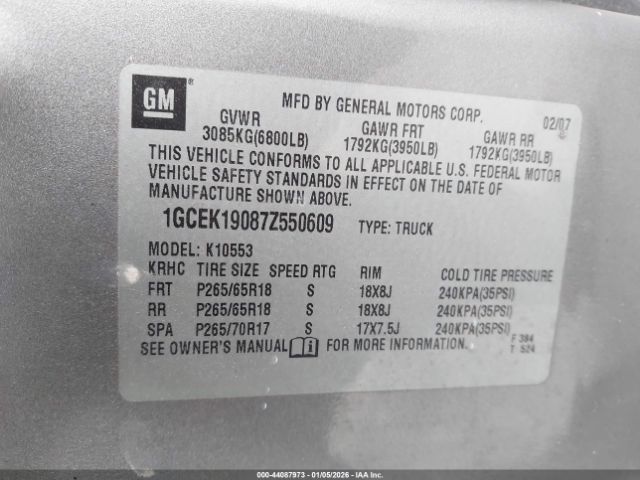 GM
MFD BY GENERAL MOTORS CORP. 02/07
GVWR GAWR FRT GAWR RR
3085KG(6800LB) 1792KG(3950LB) 1792KG(3950LB)
THIS VEHICLE CONFORMS TO ALL APPLICABLE U.S. FEDERAL MOTOR
VEHICLE SAFETY STANDARDS IN EFFECT ON THE DATE OF
MANUFACTURE SHOWN ABOVE.
1GCEK19087Z550609 TYPE: TRUCK
MODEL: K10553
KRHC TIRE SIZE SPEED RTG RIM COLD TIRE PRESSURE
FRT P265/65R18 S 18X8J 240KPA(35PSI)
RR P265/65R18 S 18X8J 240KPA(35PSI)
SPA P265/70R17 S 17X7.5J 240KPA(35PSI)
SEE OWNER'S MANUAL FOR MORE INFORMATION.
F 384
T 524
000-44087973 | 01/05/2026 | IAA Inc.